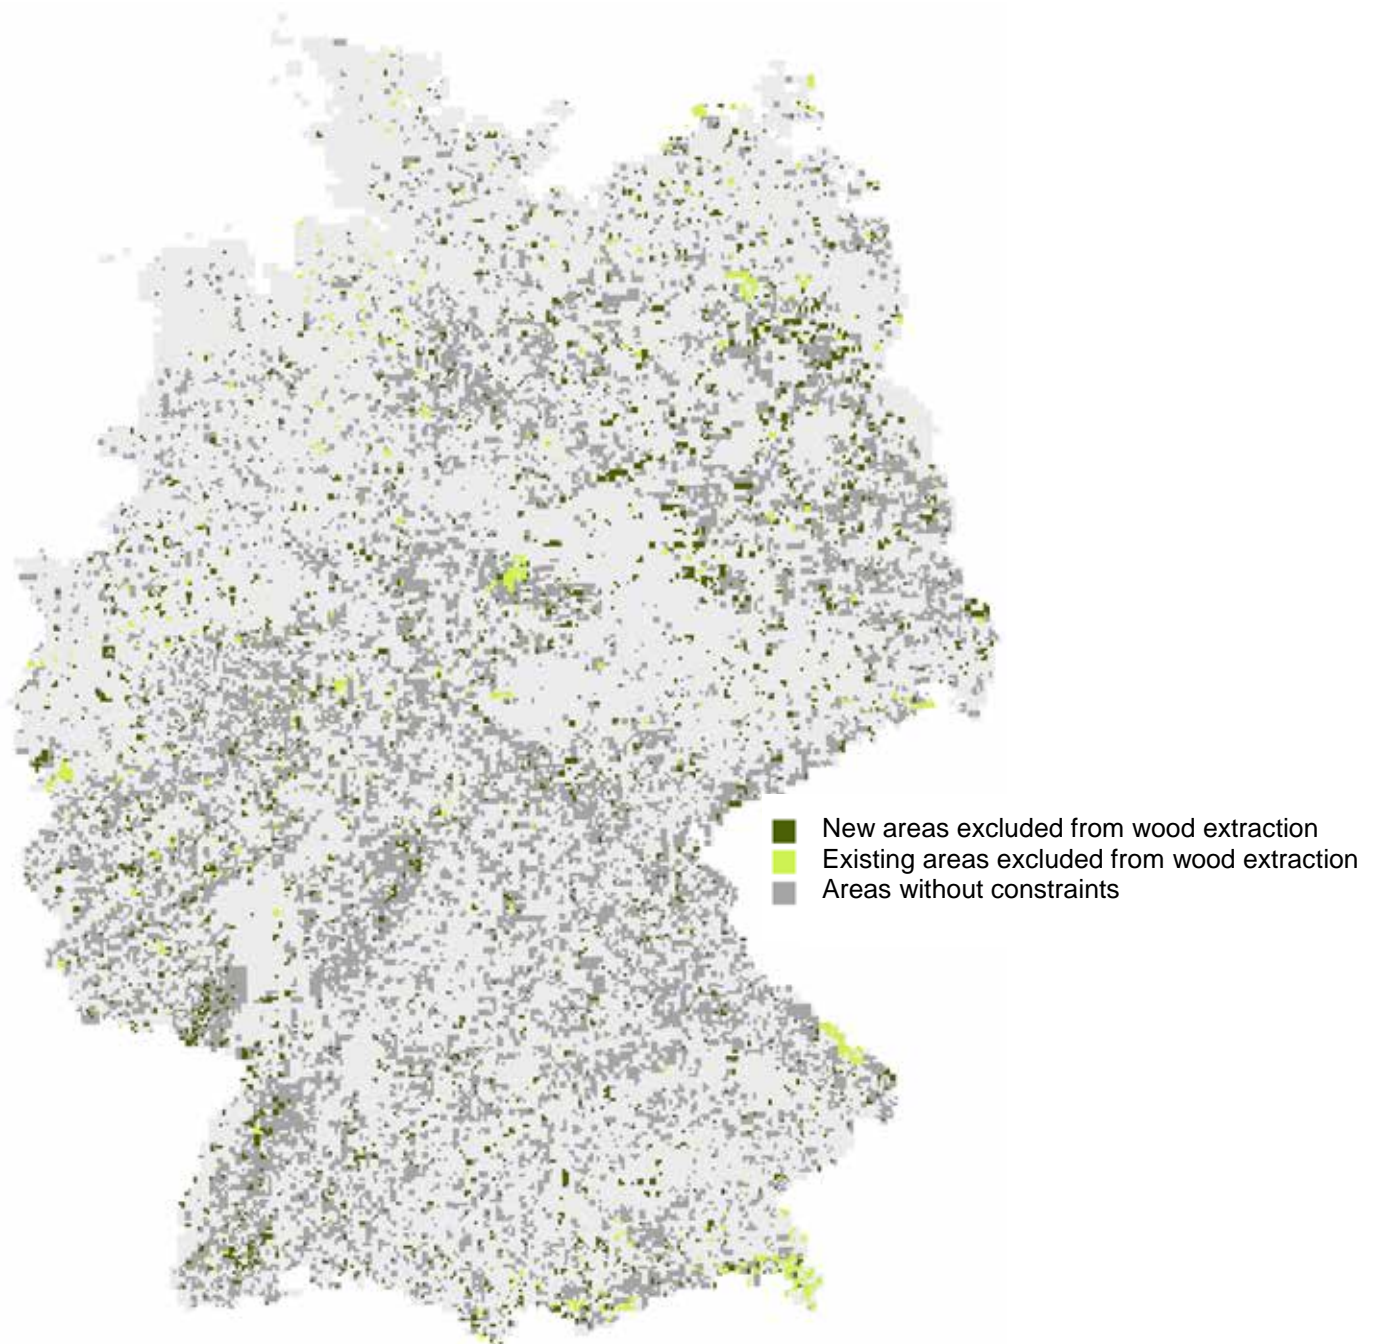 New areas excluded from wood extraction
Existing areas excluded from wood extraction
Areas without constraints